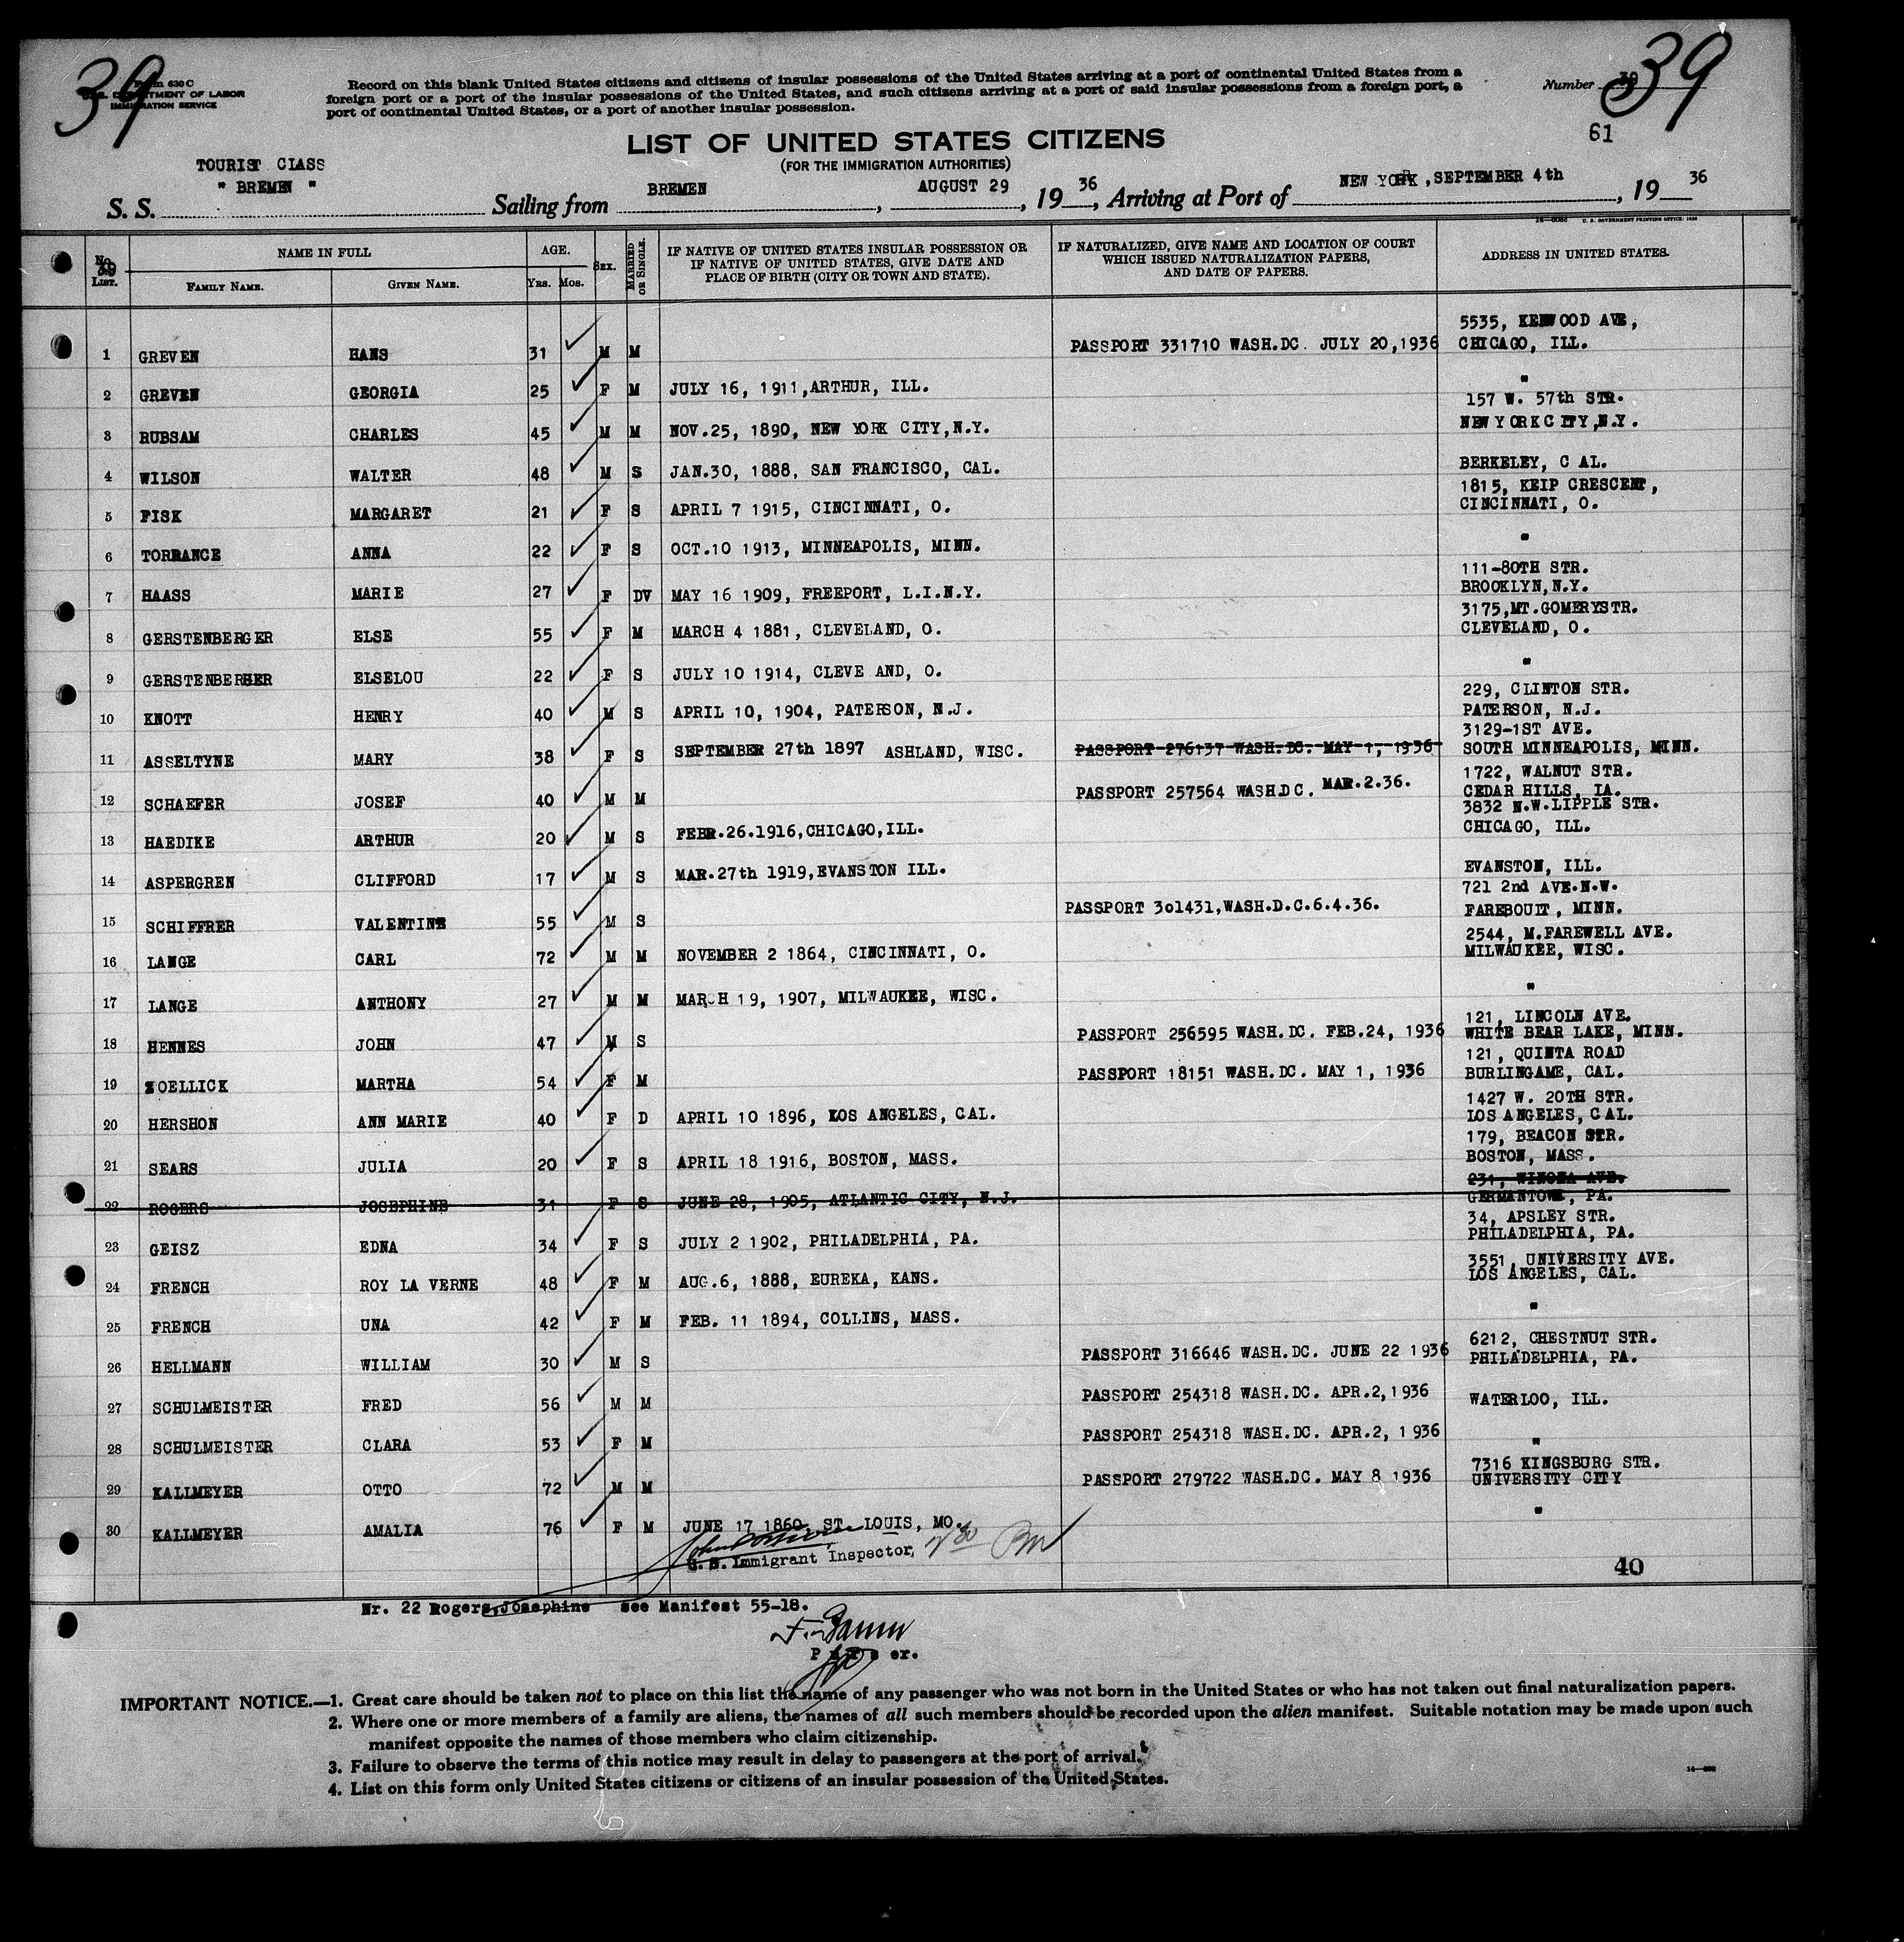 39
39
Form 630 C
U.S. DEPARTMENT OF LABOR
IMMIGRATION SERVICE
Record on this blank United States citizens and citizens of insular possessions of the United States arriving at a port of continental United States from a
foreign port or a port of the insular possessions of the United States, and such citizens arriving at a port of said insular possessions from a foreign port, a
port of continental United States, or a port of another insular possession.
Number 39
61
LIST OF UNITED STATES CITIZENS
(FOR THE IMMIGRATION AUTHORITIES)
TOURIST CLASS
S. S. " BREMEN " Sailing from BREMEN, AUGUST 29, 19 36, Arriving at Port of NEW YORK, SEPTEMBER 4th, 19 36
16—608c U. S. GOVERNMENT PRINTING OFFICE: 1936
No. LIST. 39 NAME IN FULL AGE. SEX. MARRIED OR SINGLE. IF NATIVE OF UNITED STATES INSULAR POSSESSION OR IF NATIVE OF UNITED STATES, GIVE DATE AND PLACE OF BIRTH (CITY OR TOWN AND STATE). IF NATURALIZED, GIVE NAME AND LOCATION OF COURT WHICH ISSUED NATURALIZATION PAPERS, AND DATE OF PAPERS. ADDRESS IN UNITED STATES.
FAMILY NAME. GIVEN NAME. YRS. MOS.
5535, KENWOOD AVE,
1 GREVEN HANS 31 M M PASSPORT 331710 WASH.DC. JULY 20,1936 CHICAGO, ILL.
2 GREVEN GEORGIA 25 F M JULY 16, 1911,ARTHUR, ILL. "
157 W. 57th STR.
3 RUBSAM CHARLES 45 M M NOV.25, 1890, NEW YORK CITY,N.Y. NEW YORK CITY,N.Y.
4 WILSON WALTER 48 M S JAN.30, 1888, SAN FRANCISCO, CAL. BERKELEY, C AL.
1815, KEIP CRESCENT,
5 FISK MARGARET 21 F S APRIL 7 1915, CINCINNATI, O. CINCINNATI, O.
6 TORRANCE ANNA 22 F S OCT.10 1913, MINNEAPOLIS, MINN. "
111-80TH STR.
7 HAASS MARIE 27 F DV MAY 16 1909, FREEPORT, L.I.N.Y. BROOKLYN,N.Y.
3175,MT.GOMERYSTR.
8 GERSTENBERGER ELSE 55 F M MARCH 4 1881, CLEVELAND, O. CLEVELAND, O.
9 GERSTENBERGER ELSELOU 22 F S JULY 10 1914, CLEVE AND, O. "
229, CLINTON STR.
10 KNOTT HENRY 40 M S APRIL 10, 1904, PATERSON, N.J. PATERSON, N.J.
3129-1ST AVE.
11 ASSELTYNE MARY 38 F S SEPTEMBER 27th 1897 ASHLAND, WISC. PASSPORT 276137 WASH.DC. MAY 1, 1936 SOUTH MINNEAPOLIS, MINN.
1722, WALNUT STR.
12 SCHAEFER JOSEF 40 M M PASSPORT 257564 WASH.DC. MAR.2.36. CEDAR HILLS, IA.
3832 N.W.LIPPLE STR.
13 HAEDIKE ARTHUR 20 M S FEBR.26.1916,CHICAGO,ILL. CHICAGO, ILL.
14 ASPERGREN CLIFFORD 17 M S MAR.27th 1919,EVANSTON ILL. EVANSTON, ILL.
721 2nd AVE.N.W.
15 SCHIFFRER VALENTINE 55 M S PASSPORT 301431,WASH.D.C.6.4.36. FAREBOUIT, MINN.
2544, M.FAREWELL AVE.
16 LANGE CARL 72 M M NOVEMBER 2 1864, CINCINNATI, O. MILWAUKEE, WISC.
17 LANGE ANTHONY 27 M M MARCH 19, 1907, MILWAUKEE, WISC. "
121, LINCOLN AVE.
18 HENNES JOHN 47 M S PASSPORT 256595 WASH.DC. FEB.24, 1936 WHITE BEAR LAKE, MINN.
121, QUINTA ROAD
19 ZOELLICK MARTHA 54 F M PASSPORT 18151 WASH.DC. MAY 1, 1936 BURLINGAME, CAL.
1427 W. 20TH STR.
20 HERSHON ANN MARIE 40 F D APRIL 10 1896, LOS ANGELES, CAL. LOS ANGELES, CAL.
179, BEACON STR.
21 SEARS JULIA 20 F S APRIL 18 1916, BOSTON, MASS. BOSTON, MASS.
231, WINONA AVE.
22 ROGERS JOSEPHINE 31 F S JUNE 28, 1905, ATLANTIC CITY, N.J. GERMANTOWN, PA.
34, APSLEY STR.
23 GEISZ EDNA 34 F S JULY 2 1902, PHILADELPHIA, PA. PHILADELPHIA, PA.
3551, UNIVERSITY AVE.
24 FRENCH ROY LA VERNE 48 F M AUG.6, 1888, EUREKA, KANS. LOS ANGELES, CAL.
25 FRENCH UNA 42 F M FEB. 11 1894, COLLINS, MASS. "
6212, CHESTNUT STR.
26 HELLMANN WILLIAM 30 M S PASSPORT 316646 WASH.DC. JUNE 22 1936 PHILADELPHIA, PA.
27 SCHULMEISTER FRED 56 M M PASSPORT 254318 WASH.DC. APR.2,1936 WATERLOO, ILL.
28 SCHULMEISTER CLARA 53 F M PASSPORT 254318 WASH.DC. APR.2, 1936 "
7316 KINGSBURG STR.
29 KALLMEYER OTTO 72 M M PASSPORT 279722 WASH.DC. MAY 8 1936 UNIVERSITY CITY
30 KALLMEYER AMALIA 76 F M JUNE 17 1860, ST. LOUIS, MO. "
U. S. Immigrant Inspector,
40
Nr. 22 Rogers,Josephine see Manifest 55-18.
Purser.
IMPORTANT NOTICE.—1. Great care should be taken not to place on this list the name of any passenger who was not born in the United States or who has not taken out final naturalization papers.
2. Where one or more members of a family are aliens, the names of all such members should be recorded upon the alien manifest. Suitable notation may be made upon such
manifest opposite the names of those members who claim citizenship.
3. Failure to observe the terms of this notice may result in delay to passengers at the port of arrival.
4. List on this form only United States citizens or citizens of an insular possession of the United States.